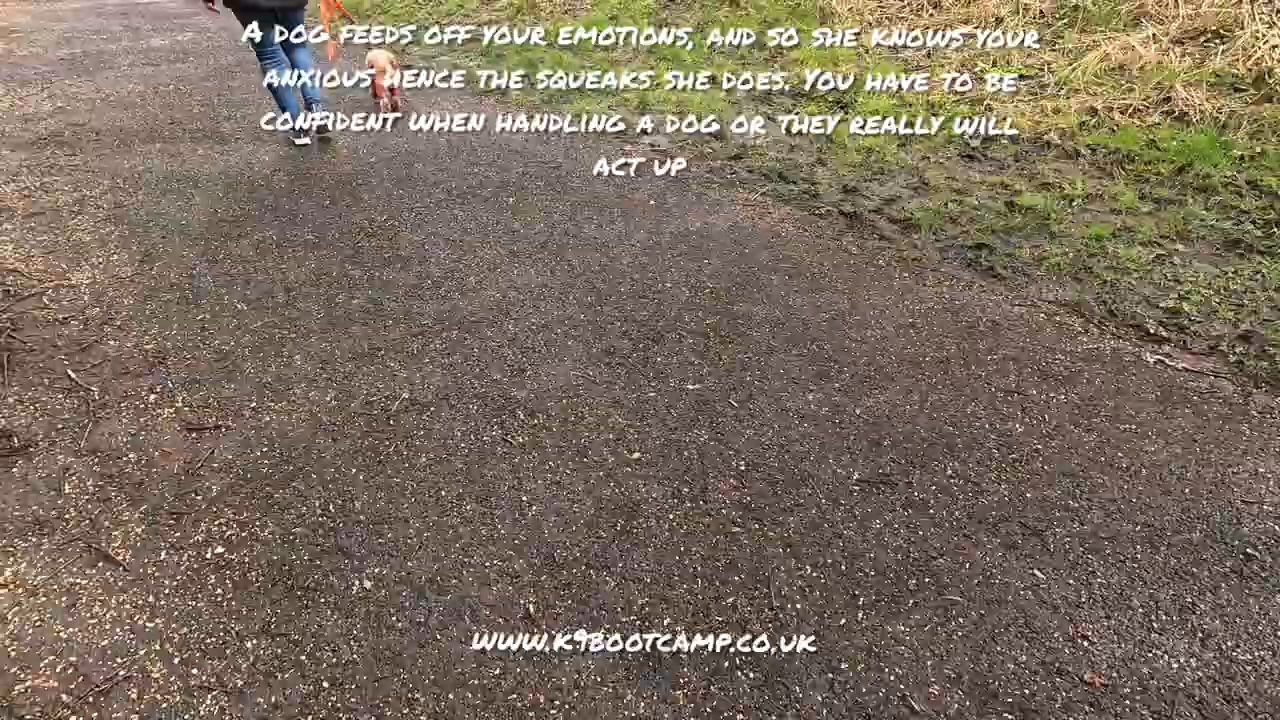 A DOG FEEDS OFF YOUR EMOTIONS, AND SO SHE KNOWS YOUR
ANXIOUS HENCE THE SQUEAKS SHE DOES. YOU HAVE TO BE
CONFIDENT WHEN HANDLING A DOG OR THEY REALLY WILL
ACT UP
WWW.K9BOOTCAMP.CO.UK